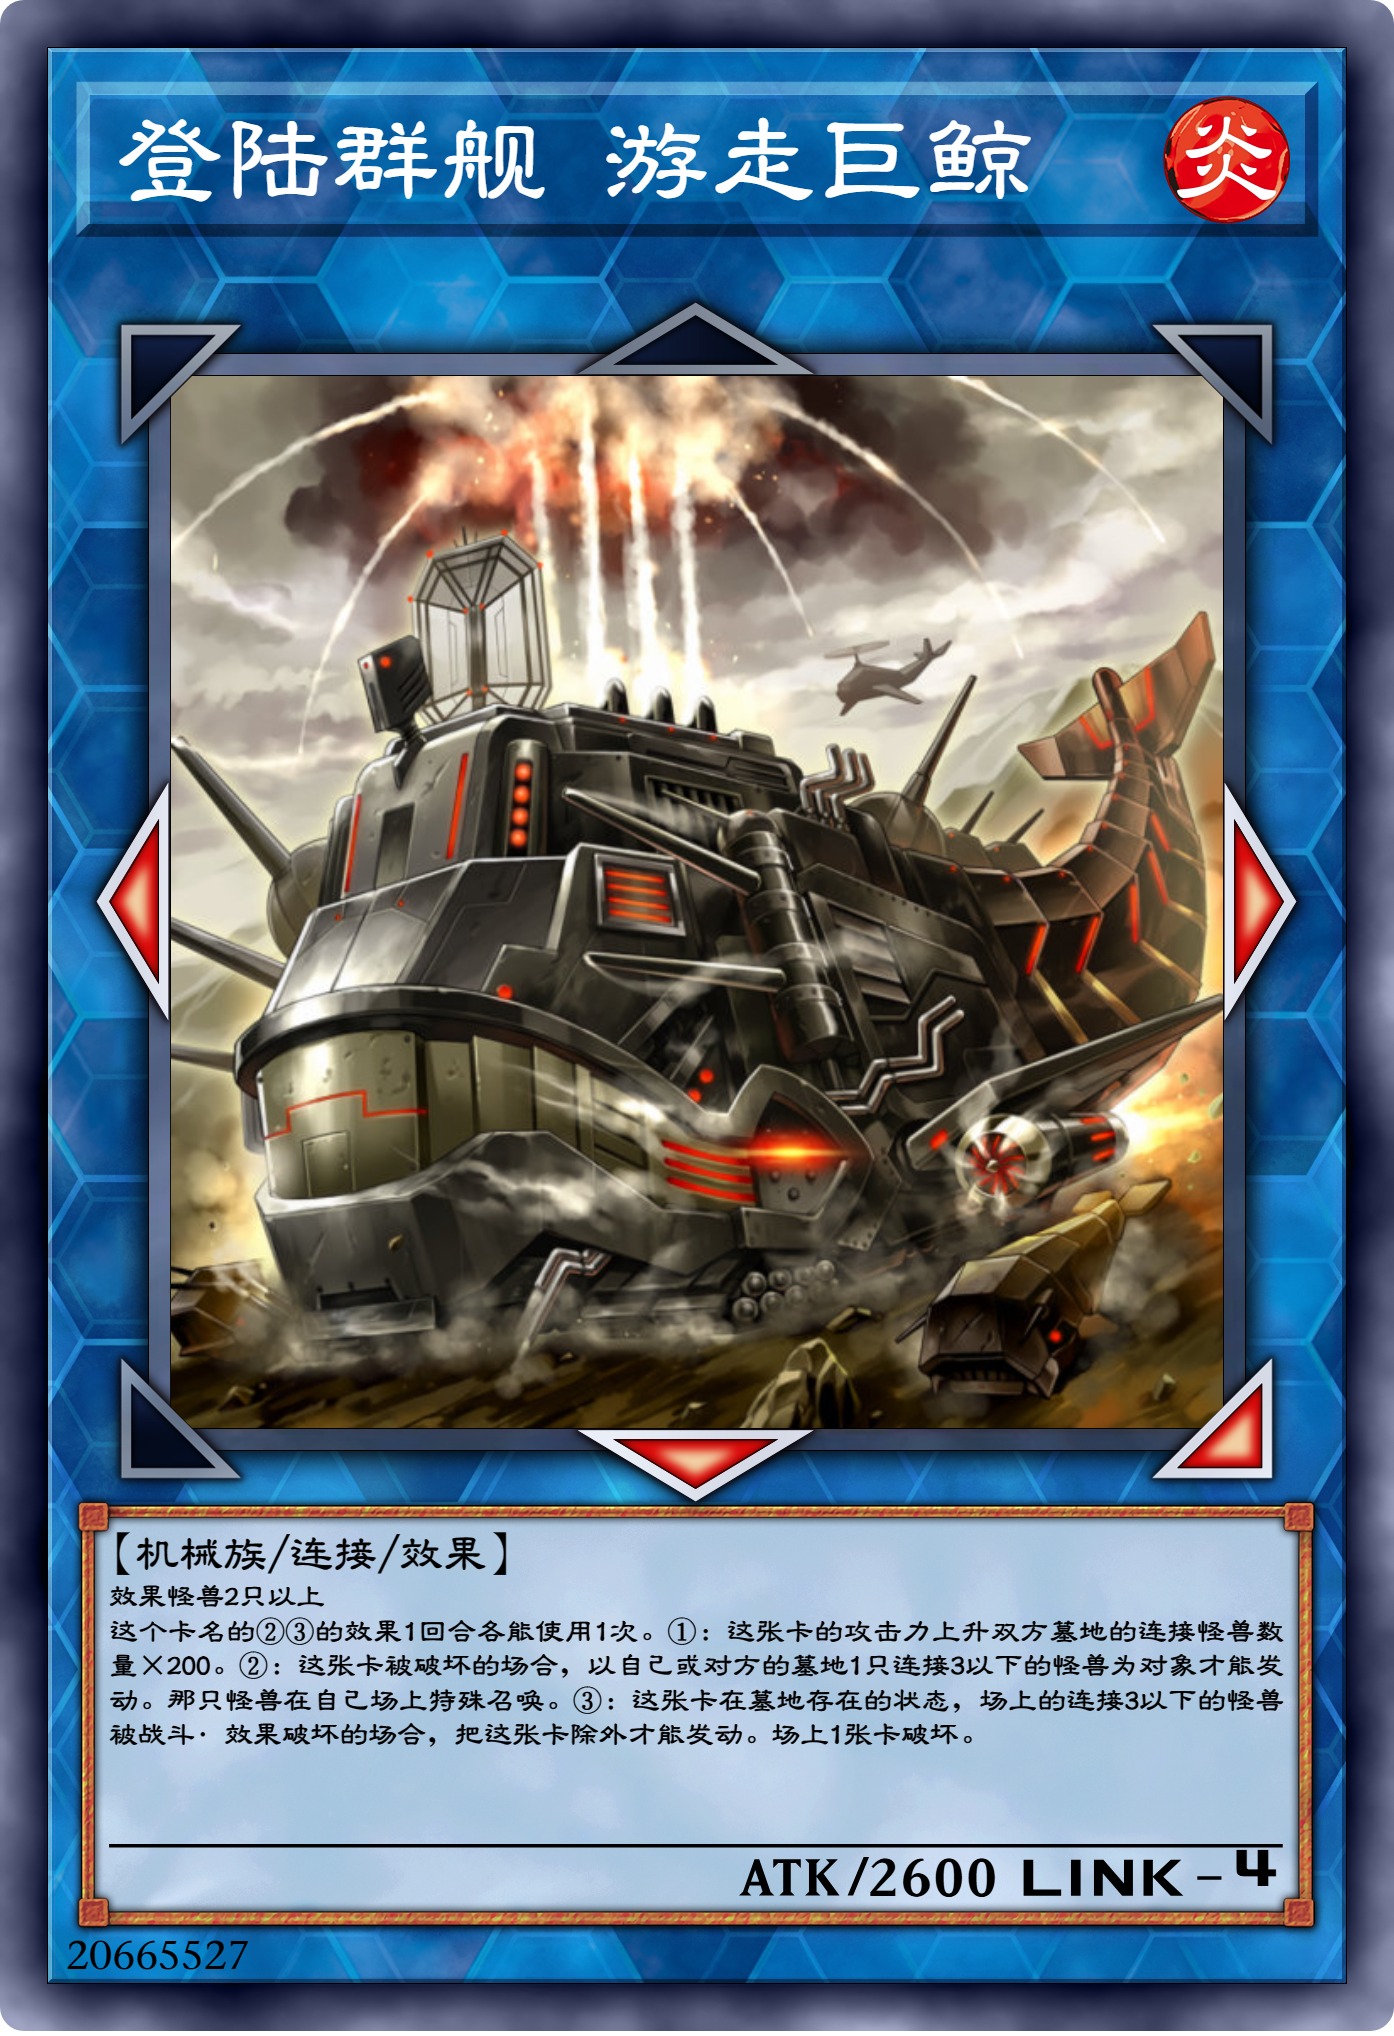 登陆群舰 游走巨鲸
炎
【机械族/连接/效果】
效果怪兽2只以上
这个卡名的②③的效果1回合各能使用1次。①：这张卡的攻击力上升双方墓地的连接怪兽数
量×200。②：这张卡被破坏的场合，以自己或对方的墓地1只连接3以下的怪兽为对象才能发
动。那只怪兽在自己场上特殊召唤。③：这张卡在墓地存在的状态，场上的连接3以下的怪兽
被战斗·效果破坏的场合，把这张卡除外才能发动。场上1张卡破坏。
ATK/2600 LINK-4
20665527